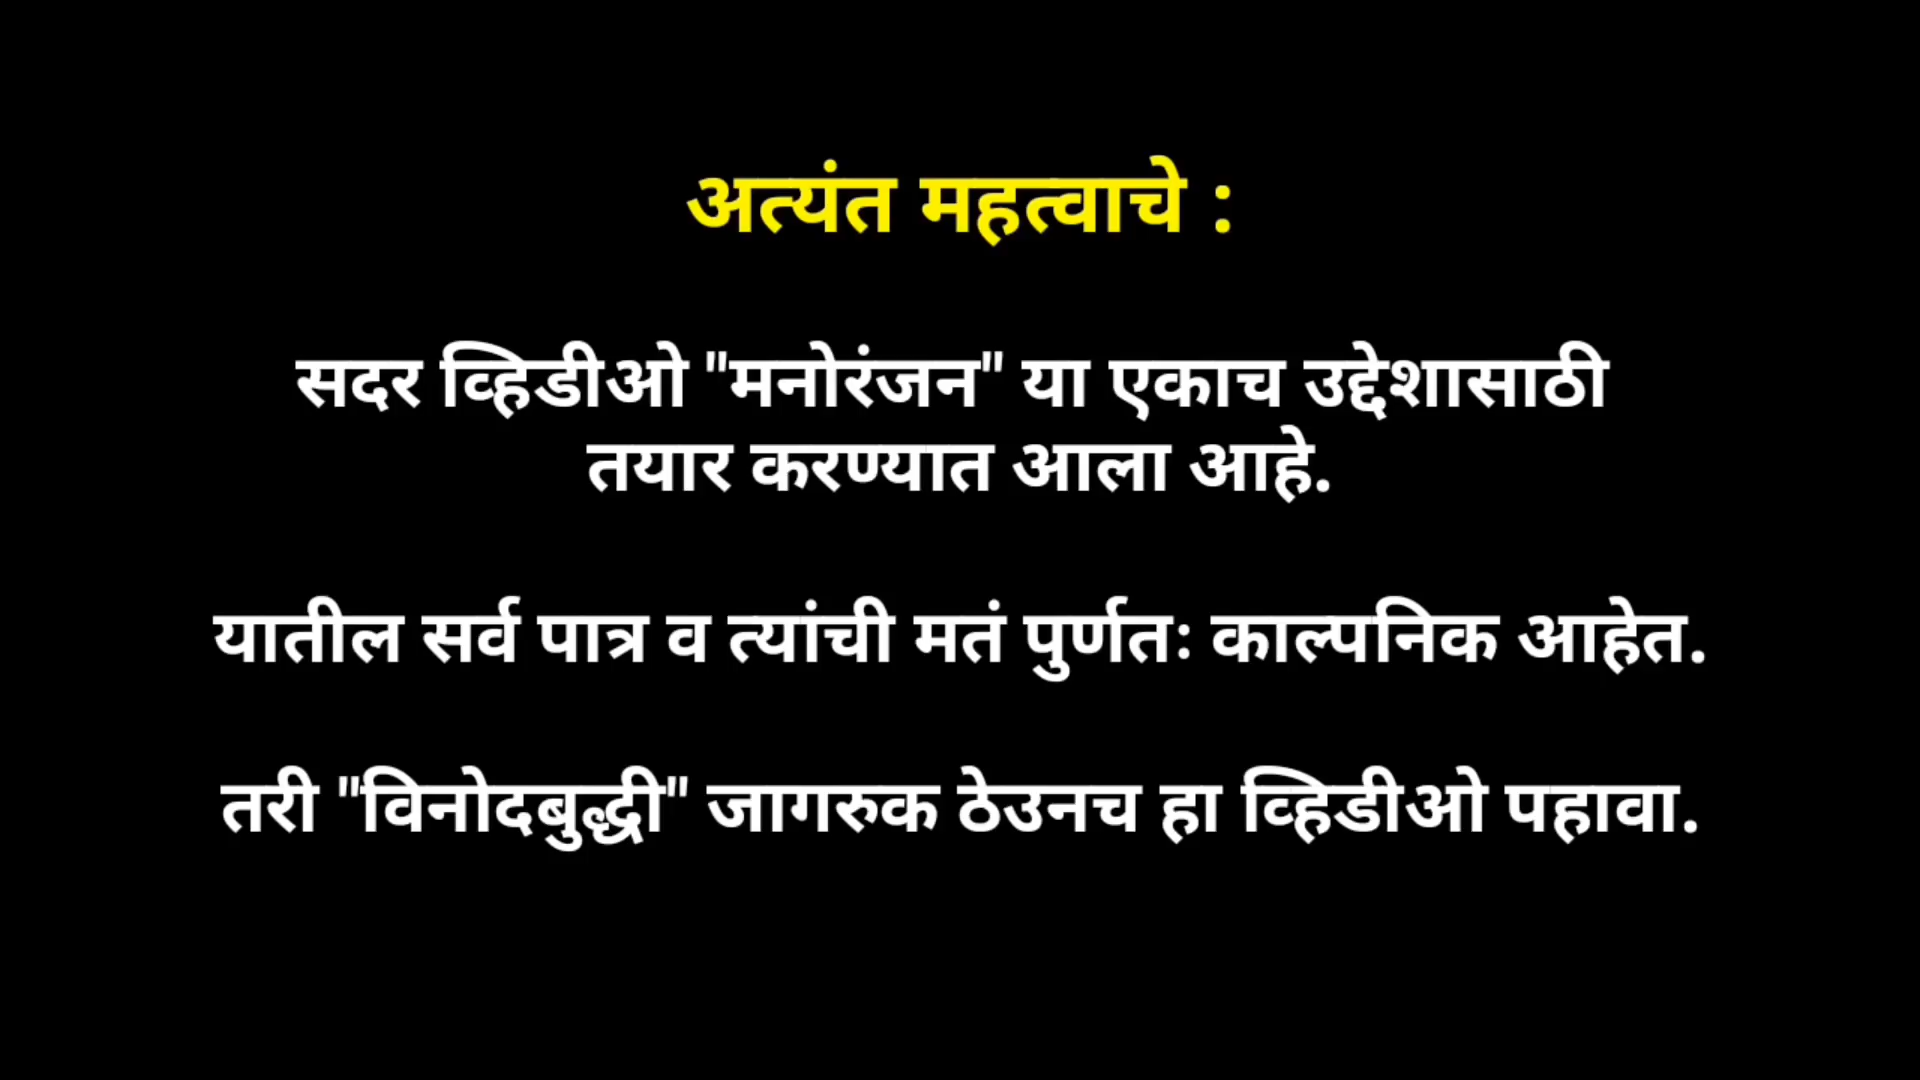 अत्यंत महत्वाचे :
सदर व्हिडीओ "मनोरंजन" या एकाच उद्देशासाठी
तयार करण्यात आला आहे.
यातील सर्व पात्र व त्यांची मतं पुर्णतः काल्पनिक आहेत.
तरी "विनोदबुद्धी" जागरुक ठेउनच हा व्हिडीओ पहावा.